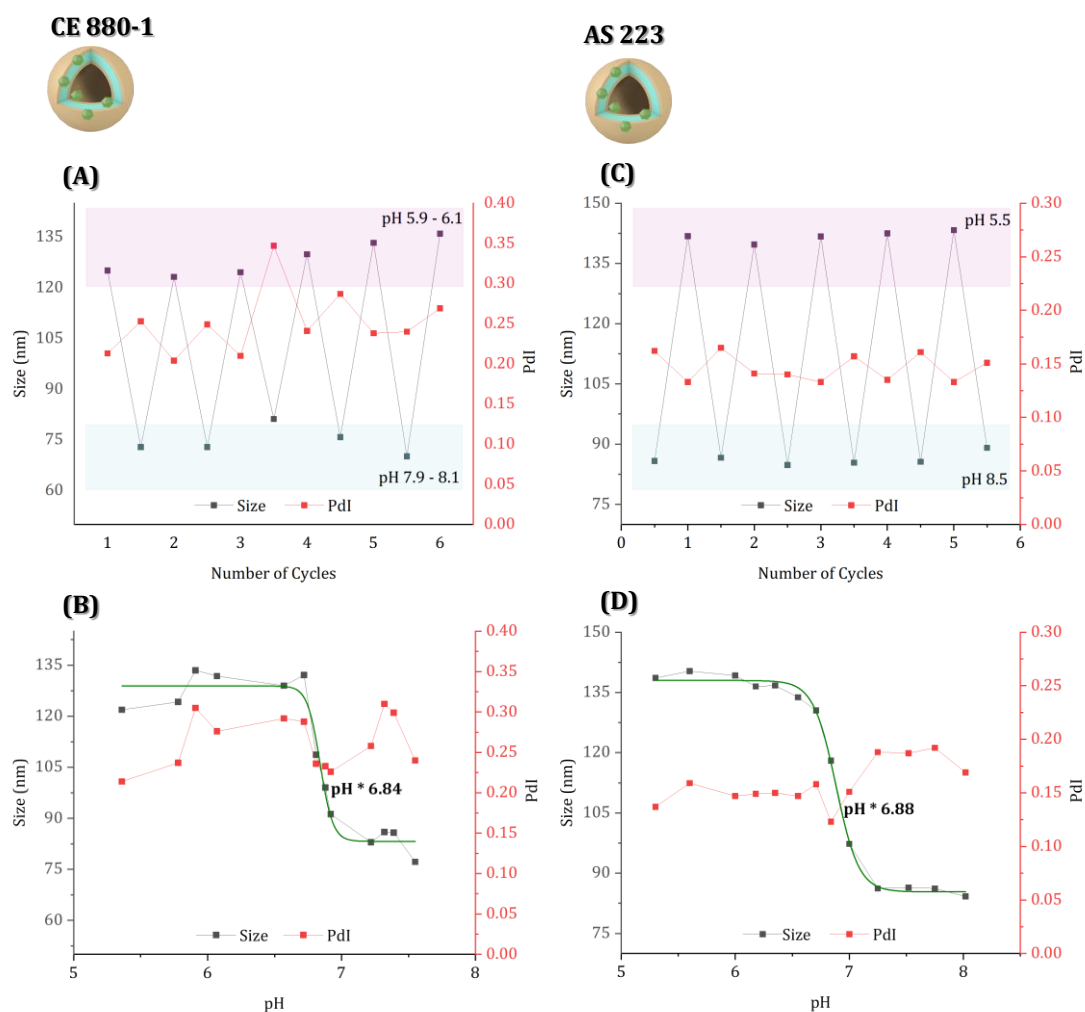 CE 880-1
AS 223
(A)
0.40
135
pH 5.9 - 6.1
0.35
120
0.30
105
0.25
Size (nm)
PdI
90
0.20
0.15
75
0.10
pH 7.9 - 8.1
60
0.05
Size
PdI
0.00
1 2 3 4 5 6
Number of Cycles
(C)
150
0.30
pH 5.5
135
0.25
120
0.20
Size (nm)
PdI
105
0.15
90
0.10
pH 8.5
0.05
75
Size
PdI
0.00
0 1 2 3 4 5 6
Number of Cycles
(B)
0.40
135
0.35
120
0.30
105
0.25
Size (nm)
PdI
pH * 6.84
90
0.20
0.15
75
0.10
60
0.05
Size
PdI
0.00
5 6 7 8
pH
(D)
150
0.30
135
0.25
120
0.20
Size (nm)
PdI
105
pH * 6.88
0.15
90
0.10
0.05
75
Size
PdI
0.00
5 6 7 8
pH